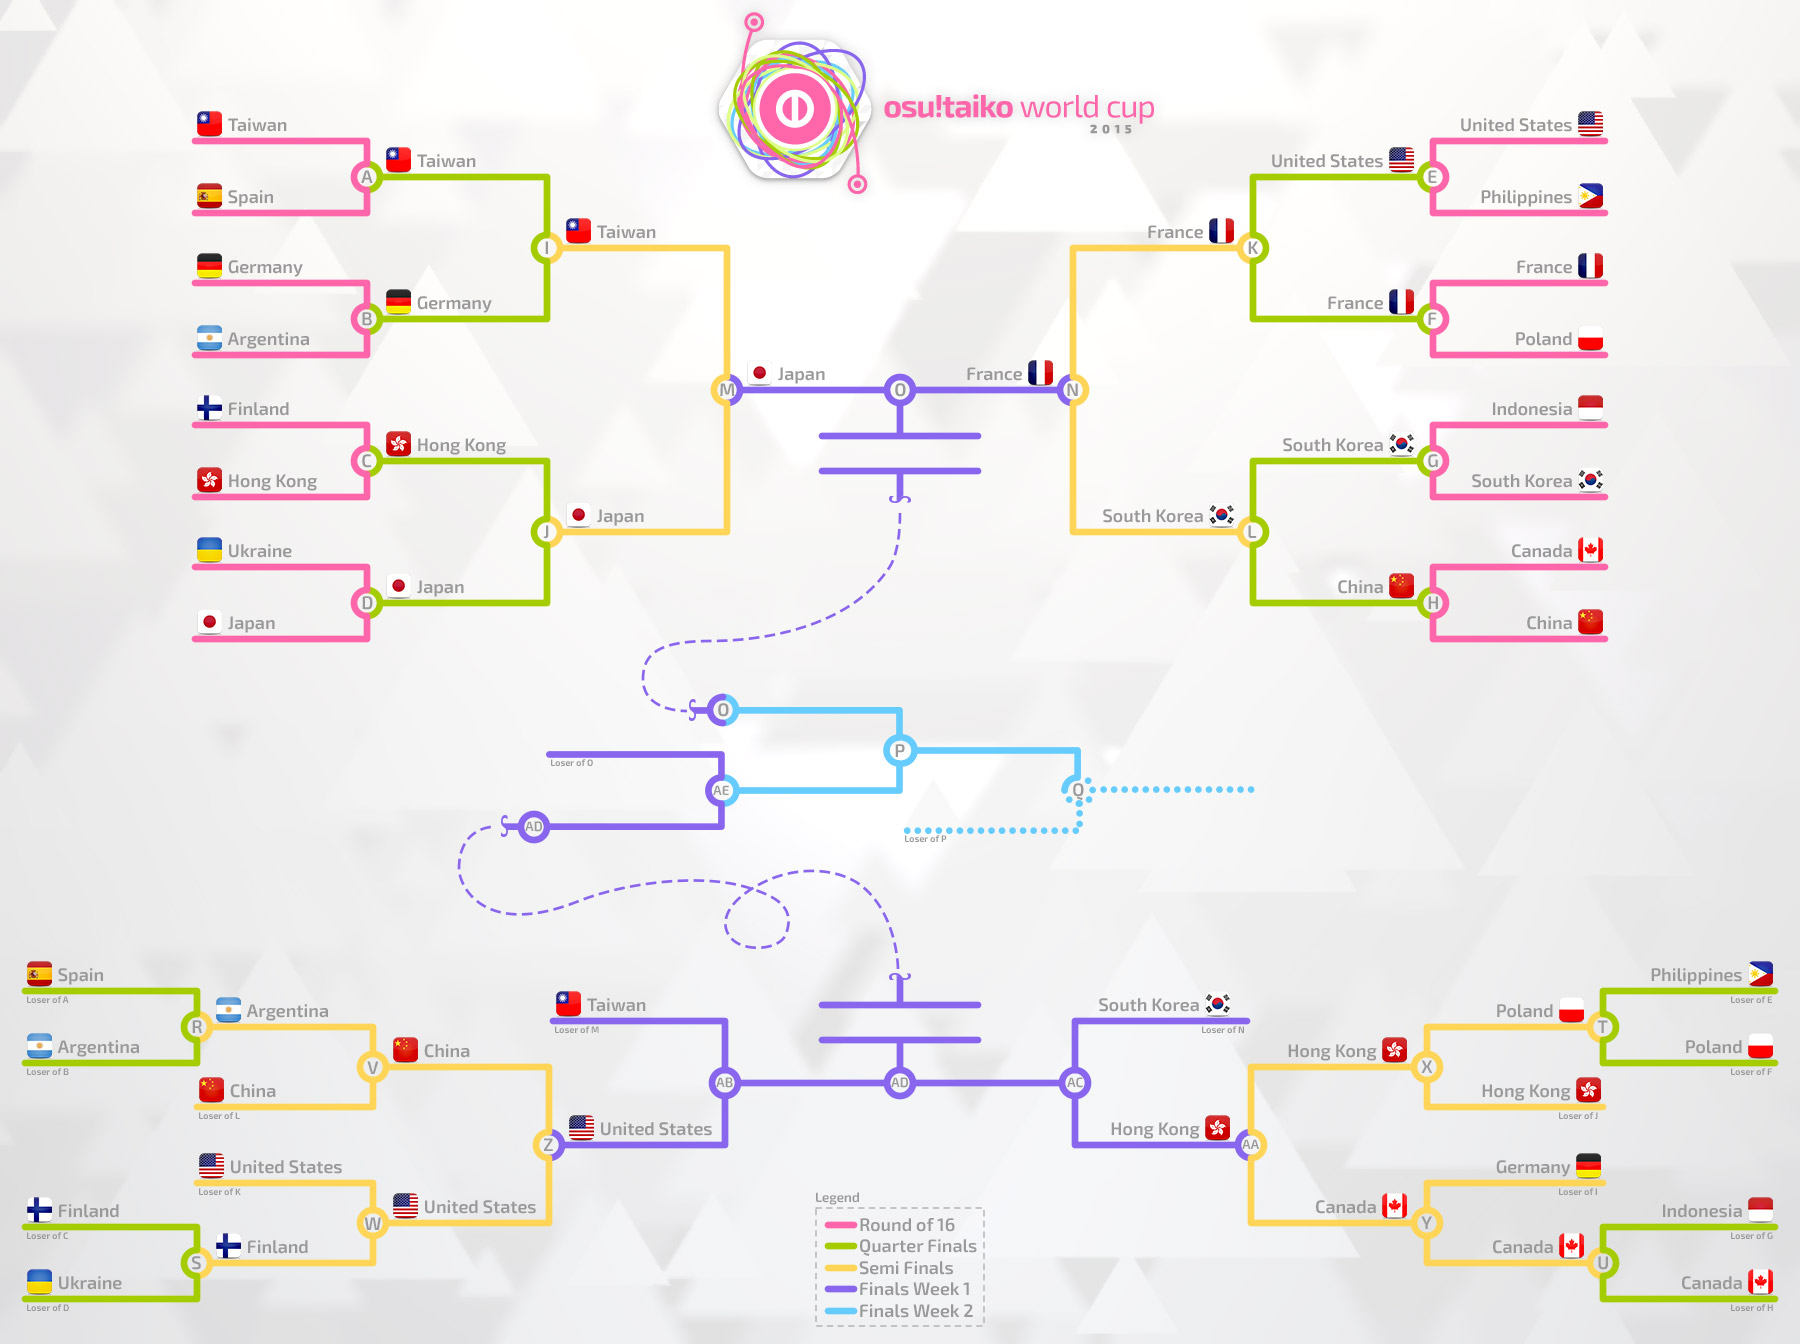 osu!taiko world cup
2015
Taiwan
Spain
A
Taiwan
Germany
Argentina
B
Germany
I
Taiwan
Finland
Hong Kong
C
Hong Kong
Ukraine
Japan
D
Japan
J
Japan
M
Japan
O
France
N
France
K
United States
E
United States
Philippines
France
F
France
Poland
South Korea
L
South Korea
G
Indonesia
South Korea
China
H
Canada
China
O
P
Loser of O
AE
AD
Q
Loser of P
Spain
Loser of A
Argentina
Loser of B
R
Argentina
China
Loser of L
V
China
United States
Loser of K
Finland
Loser of C
Ukraine
Loser of D
S
Finland
W
United States
Z
United States
Taiwan
Loser of M
AB
AD
AC
South Korea
Loser of N
Hong Kong
AA
Hong Kong
X
Poland
T
Philippines
Loser of E
Poland
Loser of F
Hong Kong
Loser of J
Germany
Loser of I
Canada
Y
Canada
U
Indonesia
Loser of G
Canada
Loser of H
Legend
Round of 16
Quarter Finals
Semi Finals
Finals Week 1
Finals Week 2